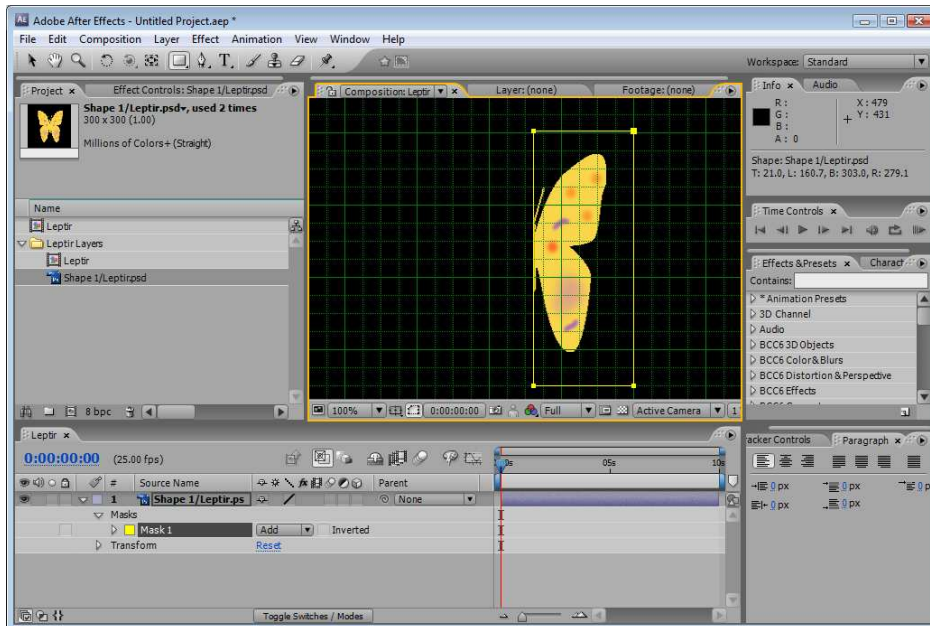 Adobe After Effects - Untitled Project.aep *
File Edit Composition Layer Effect Animation View Window Help
Workspace: Standard
Project × Effect Controls: Shape 1/Leptir.psd
Shape 1/Leptir.psd▾, used 2 times
300 x 300 (1.00)
Millions of Colors+ (Straight)
Name
Leptir
Leptir Layers
Leptir
Shape 1/Leptir.psd
8 bpc
Composition: Leptir ▾ × Layer: (none) Footage: (none)
100% 0:00:00:00 Full Active Camera 1
Info × Audio
R :
G :
B :
A : 0
X : 479
Y : 431
Shape: Shape 1/Leptir.psd
T: 21.0, L: 160.7, B: 303.0, R: 279.1
Time Controls ×
Effects & Presets × Charact
Contains:
* Animation Presets
3D Channel
Audio
BCC6 3D Objects
BCC6 Color & Blurs
BCC6 Distortion & Perspective
BCC6 Effects
Leptir ×
0:00:00:00 (25.00 fps)
0s 05s 10s
# Source Name Parent
1 Shape 1/Leptir.ps None
Masks
Mask 1 Add Inverted
Transform Reset
Toggle Switches / Modes
racker Controls Paragraph ×
0 px 0 px 0 p
0 px 0 px